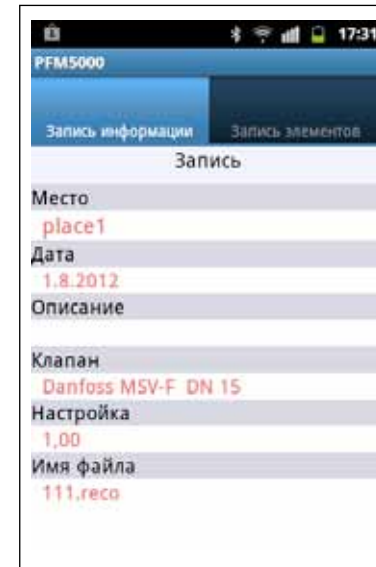 17:31
PFM5000
Запись информации Запись элементов
Запись
Место
place1
Дата
1.8.2012
Описание
Клапан
Danfoss MSV-F DN 15
Настройка
1,00
Имя файла
111.reco